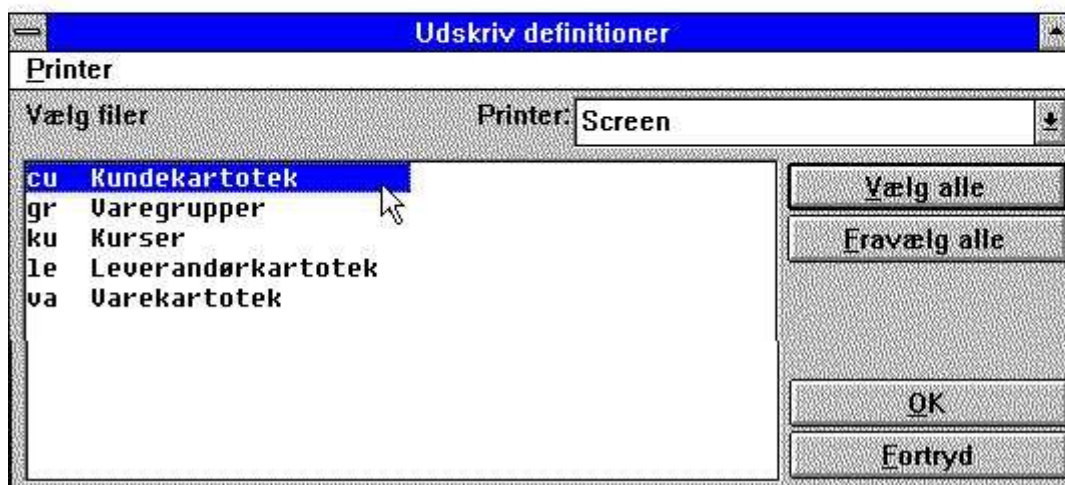 Udskriv definitioner
Printer
Vælg filer
Printer: Screen
cu Kundekartotek
gr Varegrupper
ku Kurser
le Leverandørkartotek
va Varekartotek
Vælg alle
Fravælg alle
OK
Fortryd